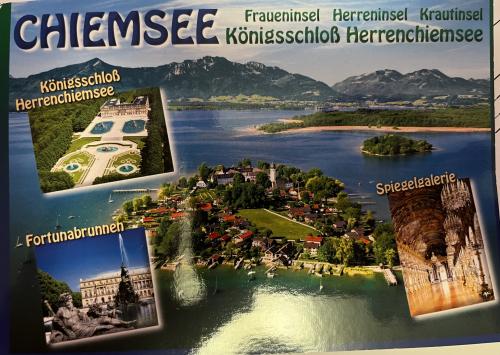 CHIEMSEE
Fraueninsel Herreninsel Krautinsel
Königsschloß Herrenchiemsee
Königsschloß
Herrenchiemsee
Spiegelgalerie
Fortunabrunnen